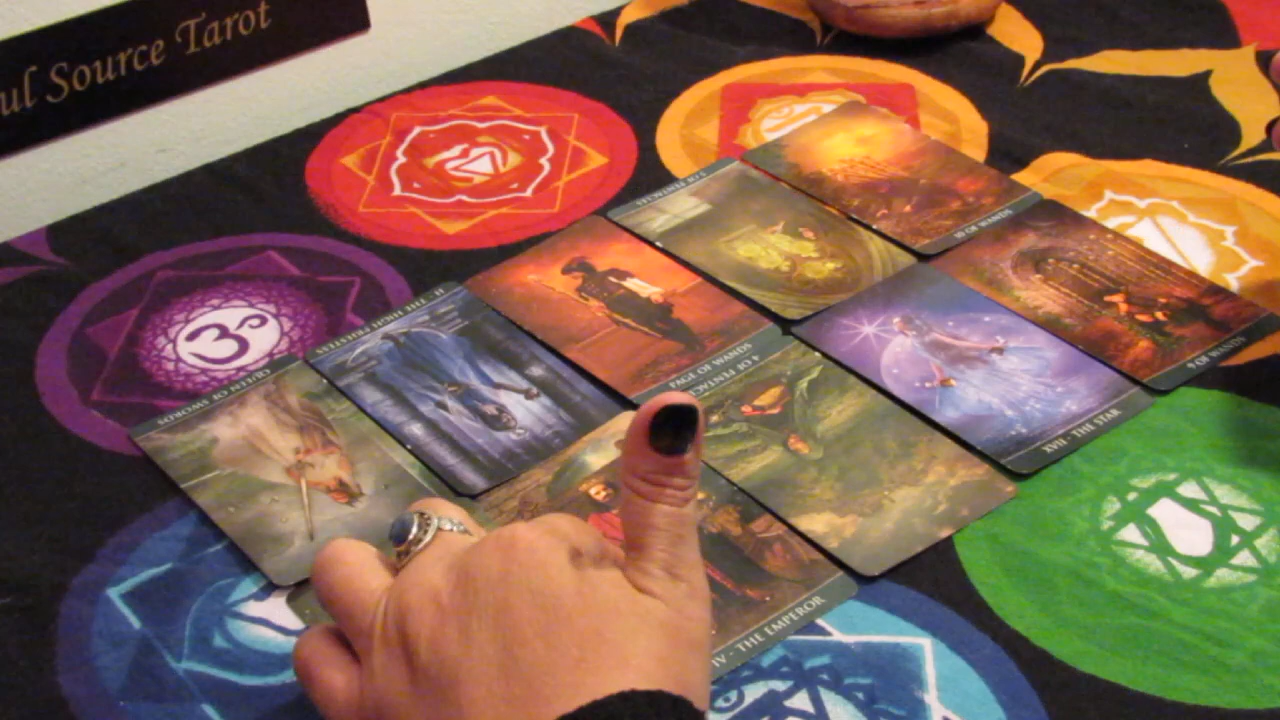 ul Source Tarot
10 OF WANDS
5 OF PENTACLES
9 OF WANDS
II · THE HIGH PRIESTESS
PAGE OF WANDS
4 OF PENTAC
XVII · THE STAR
QUEEN OF SWORDS
IV · THE EMPEROR
ॐ